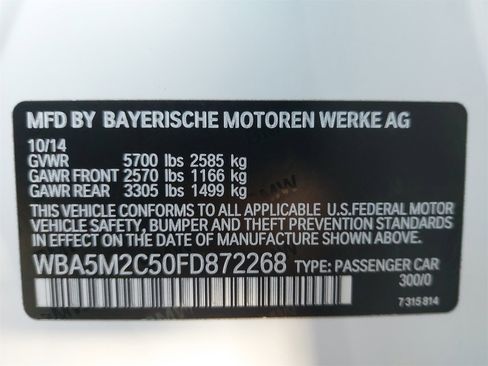 MFD BY BAYERISCHE MOTOREN WERKE AG
10/14
GVWR 5700 lbs 2585 kg
GAWR FRONT 2570 lbs 1166 kg
GAWR REAR 3305 lbs 1499 kg
THIS VEHICLE CONFORMS TO ALL APPLICABLE U.S.FEDERAL MOTOR
VEHICLE SAFETY, BUMPER, AND THEFT PREVENTION STANDARDS
IN EFFECT ON THE DATE OF MANUFACTURE SHOWN ABOVE.
WBA5M2C50FD872268 TYPE: PASSENGER CAR
300/0
7 315 814